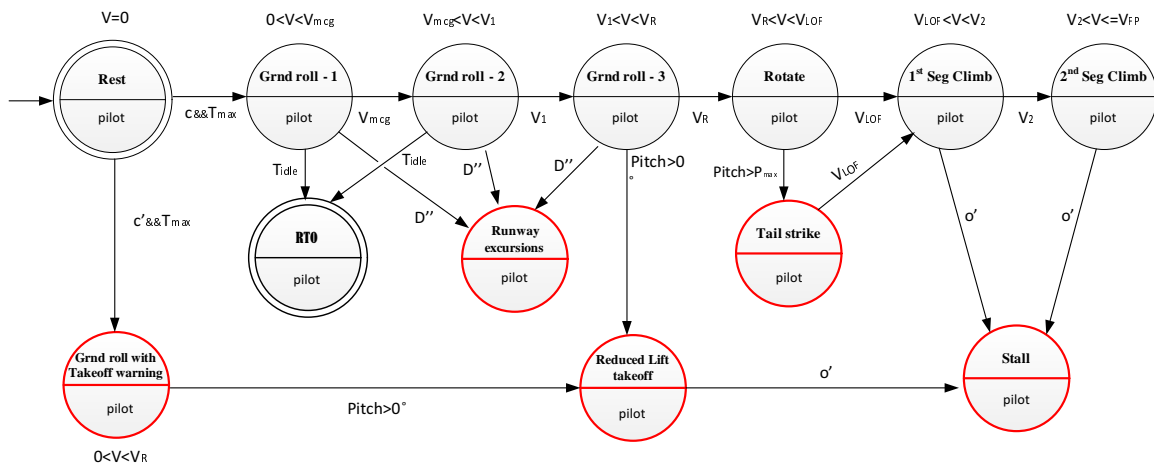 V=0
0<V<Vmcg
Vmcg<V<V1
V1<V<VR
VR<V<VLOF
VLOF<V<V2
V2<V<=VFP
Rest
pilot
Grnd roll - 1
pilot
Grnd roll - 2
pilot
Grnd roll - 3
pilot
Rotate
pilot
1st Seg Climb
pilot
2nd Seg Climb
pilot
c&&Tmax
Vmcg
V1
VR
VLOF
V2
Tidle
Tidle
D''
D''
D''
Pitch>0
°
Pitch>Pmax
VLOF
o'
o'
c'&&Tmax
RTO
pilot
Runway
excursions
pilot
Tail strike
pilot
Grnd roll with
Takeoff warning
pilot
0<V<VR
Pitch>0°
Reduced Lift
takeoff
pilot
o'
Stall
pilot